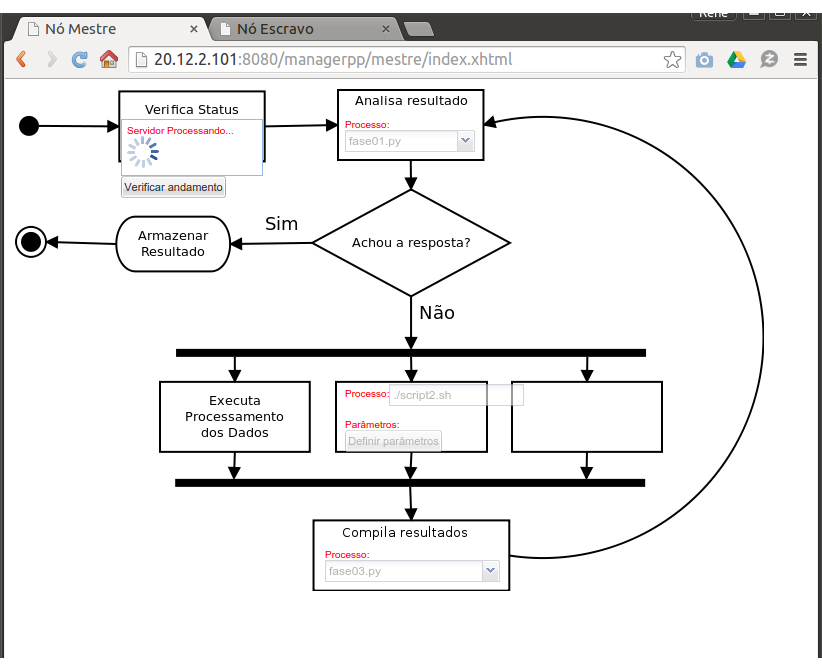 Rene
Nó Mestre
Nó Escravo
20.12.2.101:8080/managerpp/mestre/index.xhtml
Verifica Status
Servidor Processando...
Verificar andamento
Analisa resultado
Processo:
fase01.py
Armazenar
Resultado
Sim
Achou a resposta?
Não
Executa
Processamento
dos Dados
Processo:
./script2.sh
Parâmetros:
Definir parâmetros
Compila resultados
Processo:
fase03.py